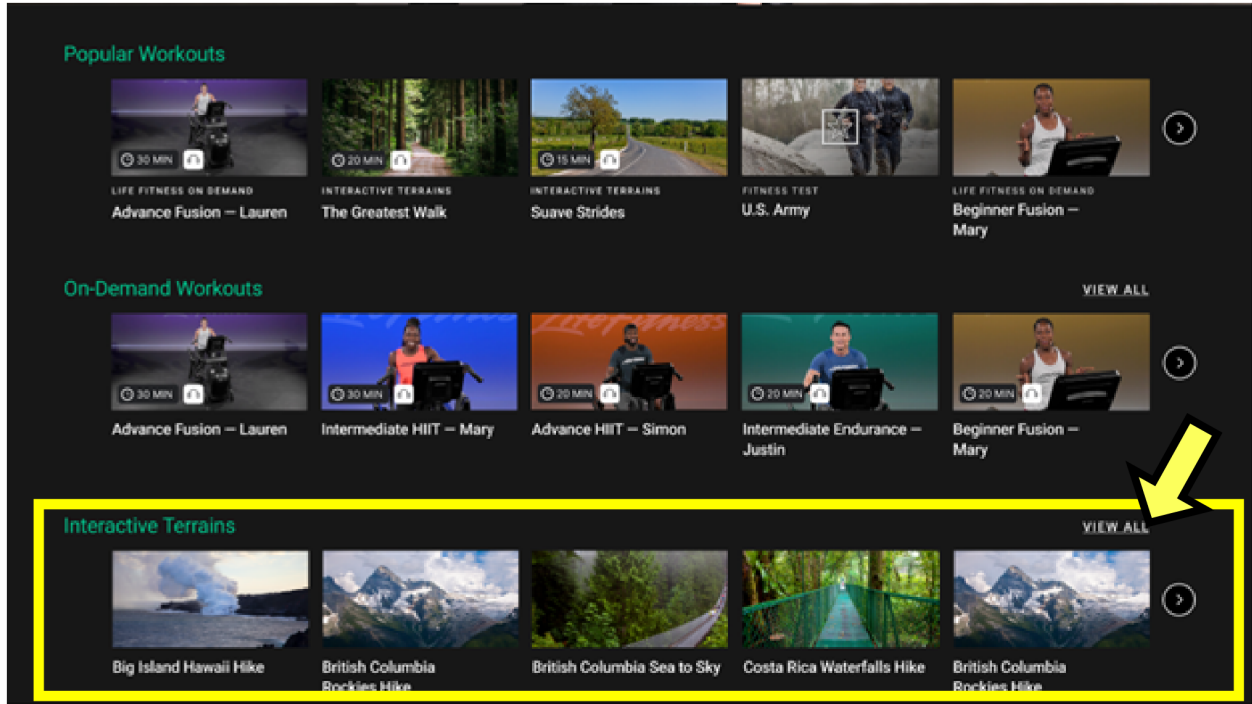 Popular Workouts
30 MIN
20 MIN
15 MIN
LIFE FITNESS ON DEMAND
INTERACTIVE TERRAINS
INTERACTIVE TERRAINS
FITNESS TEST
LIFE FITNESS ON DEMAND
Advance Fusion — Lauren
The Greatest Walk
Suave Strides
U.S. Army
Beginner Fusion —
Mary
On-Demand Workouts
VIEW ALL
LifeFitness
30 MIN
30 MIN
20 MIN
20 MIN
20 MIN
Advance Fusion — Lauren
Intermediate HIIT — Mary
Advance HIIT — Simon
Intermediate Endurance —
Justin
Beginner Fusion —
Mary
Interactive Terrains
VIEW ALL
Big Island Hawaii Hike
British Columbia
Rockies Hike
British Columbia Sea to Sky
Costa Rica Waterfalls Hike
British Columbia
Rockies Hike